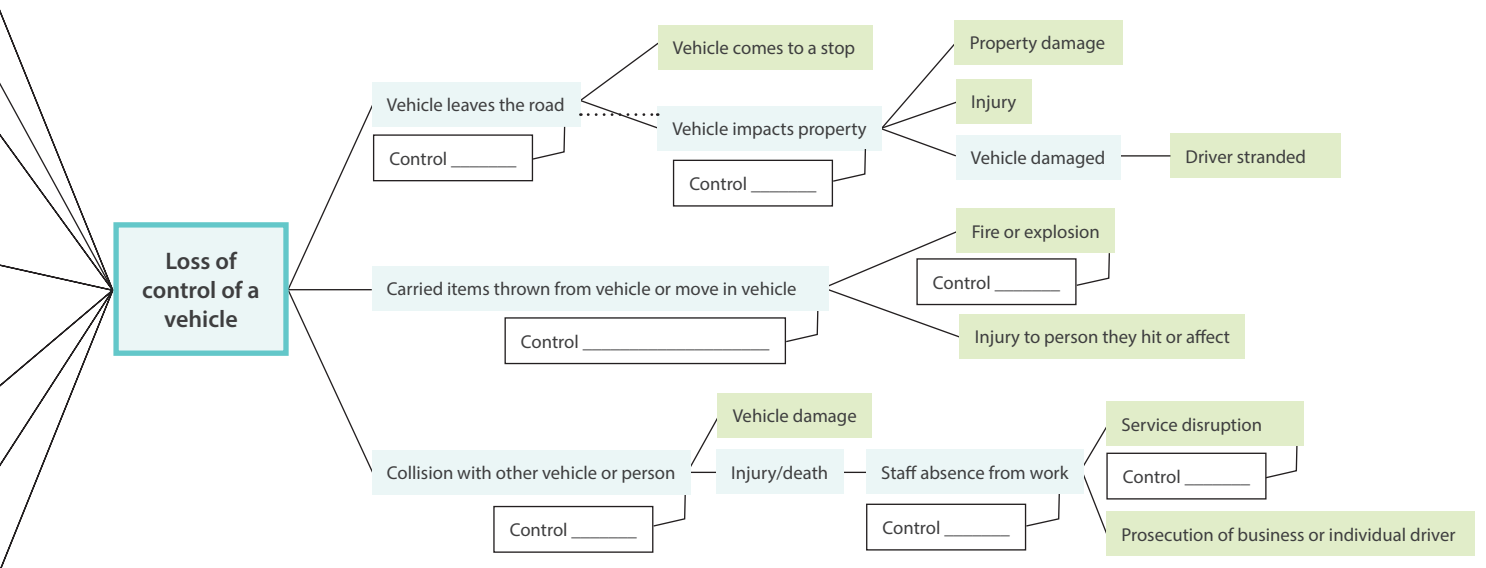 Loss of
control of a
vehicle
Vehicle leaves the road
Control _______
Vehicle comes to a stop
Vehicle impacts property
Control _______
Property damage
Injury
Vehicle damaged
Driver stranded
Carried items thrown from vehicle or move in vehicle
Control ____________________
Fire or explosion
Control _______
Injury to person they hit or affect
Collision with other vehicle or person
Control _______
Vehicle damage
Injury/death
Staff absence from work
Control _______
Service disruption
Control _______
Prosecution of business or individual driver